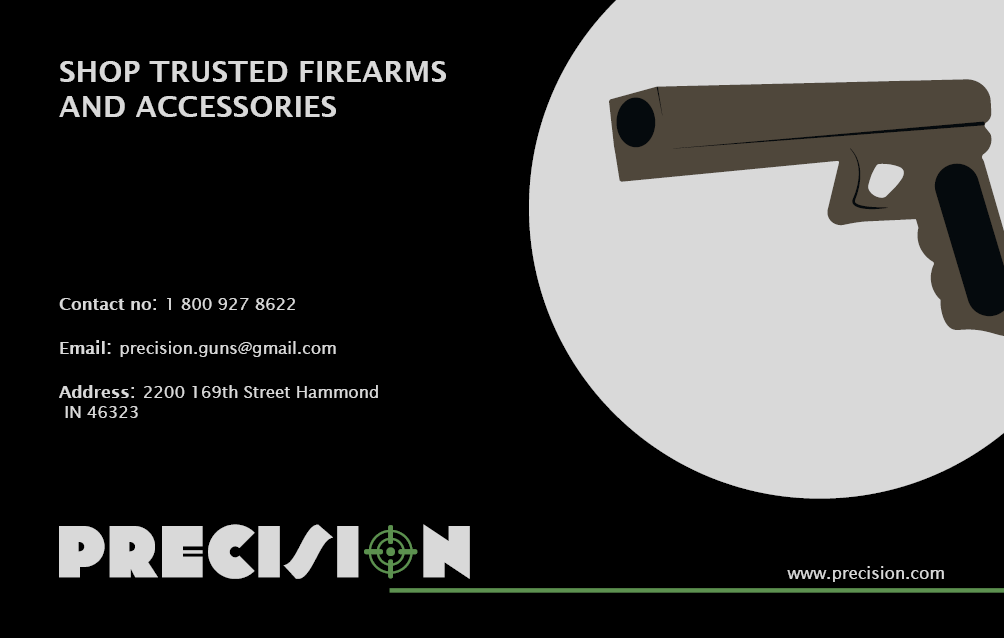 SHOP TRUSTED FIREARMS
AND ACCESSORIES
Contact no: 1 800 927 8622
Email: precision.guns@gmail.com
Address: 2200 169th Street Hammond
IN 46323
PRECISION
www.precision.com